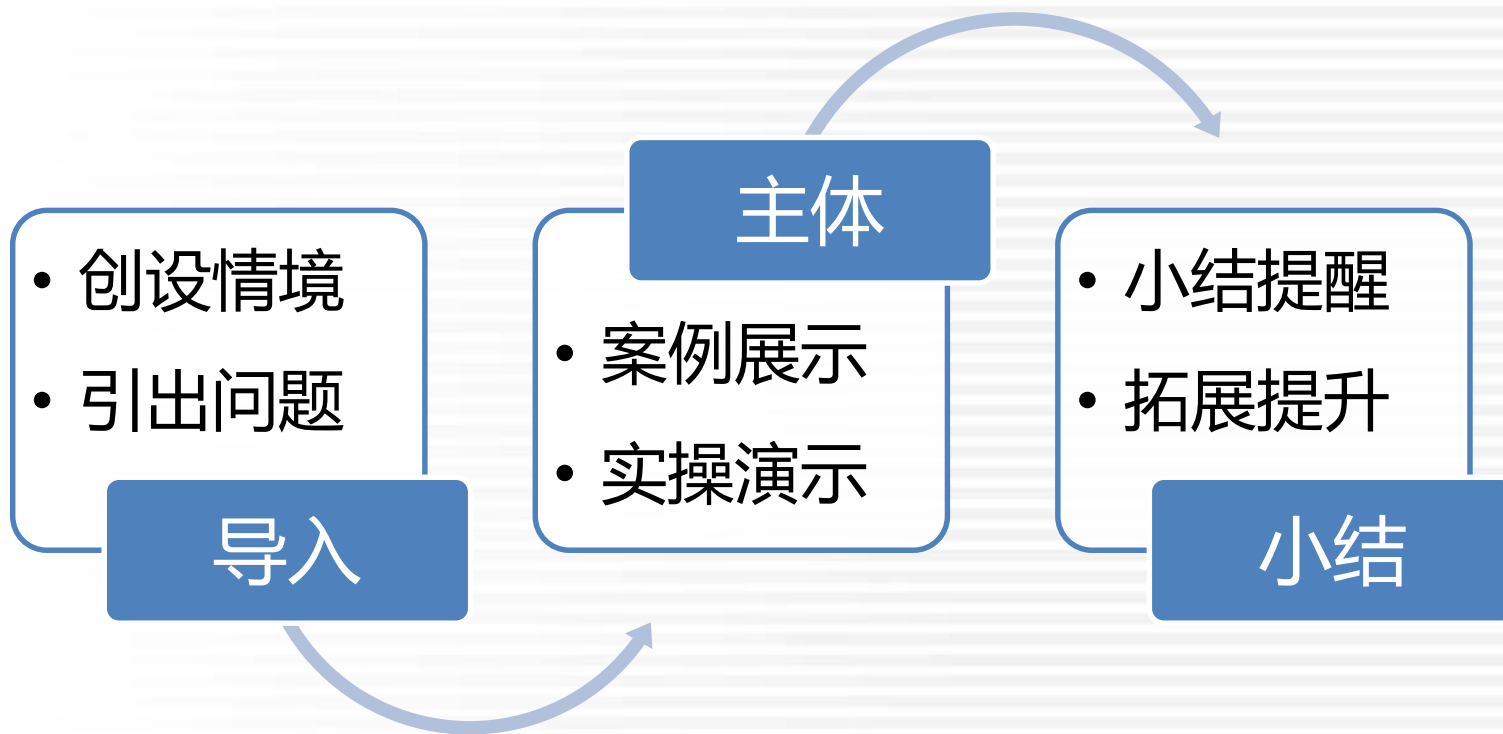 • 创设情境
• 引出问题
导入
主体
• 案例展示
• 实操演示
• 小结提醒
• 拓展提升
小结